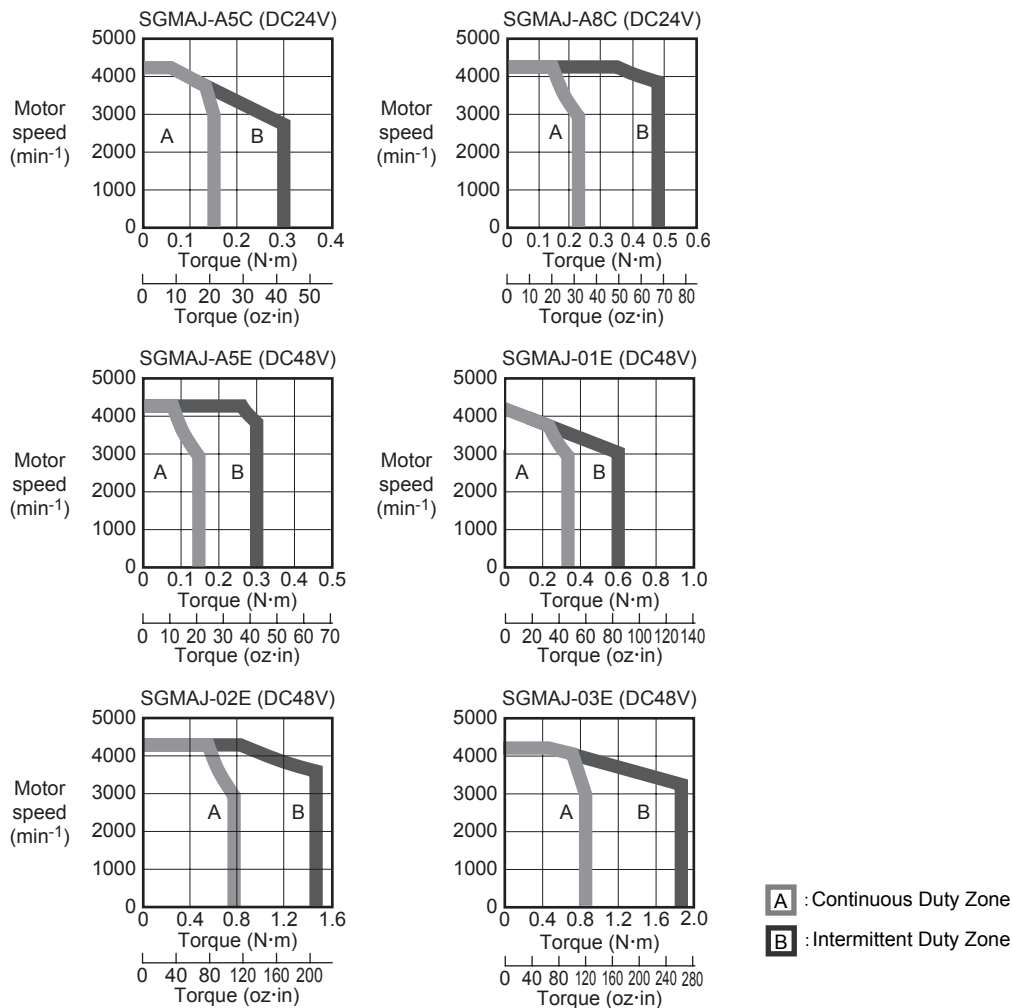 SGMAJ-A5C (DC24V)
5000
4000
3000
2000
1000
0
Motor
speed
(min-1)
A
B
0 0.1 0.2 0.3 0.4
Torque (N·m)
0 10 20 30 40 50
Torque (oz·in)
SGMAJ-A8C (DC24V)
5000
4000
3000
2000
1000
0
Motor
speed
(min-1)
A
B
0 0.1 0.2 0.3 0.4 0.5 0.6
Torque (N·m)
0 10 20 30 40 50 60 70 80
Torque (oz·in)
SGMAJ-A5E (DC48V)
5000
4000
3000
2000
1000
0
Motor
speed
(min-1)
A
B
0 0.1 0.2 0.3 0.4 0.5
Torque (N·m)
0 10 20 30 40 50 60 70
Torque (oz·in)
SGMAJ-01E (DC48V)
5000
4000
3000
2000
1000
0
Motor
speed
(min-1)
A
B
0 0.2 0.4 0.6 0.8 1.0
Torque (N·m)
0 20 40 60 80 100 120 140
Torque (oz·in)
SGMAJ-02E (DC48V)
5000
4000
3000
2000
1000
0
Motor
speed
(min-1)
A
B
0 0.4 0.8 1.2 1.6
Torque (N·m)
0 40 80 120 160 200
Torque (oz·in)
SGMAJ-03E (DC48V)
5000
4000
3000
2000
1000
0
A
B
0 0.4 0.8 1.2 1.6 2.0
Torque (N·m)
0 40 80 120 160 200 240 280
Torque (oz·in)
A : Continuous Duty Zone
B : Intermittent Duty Zone